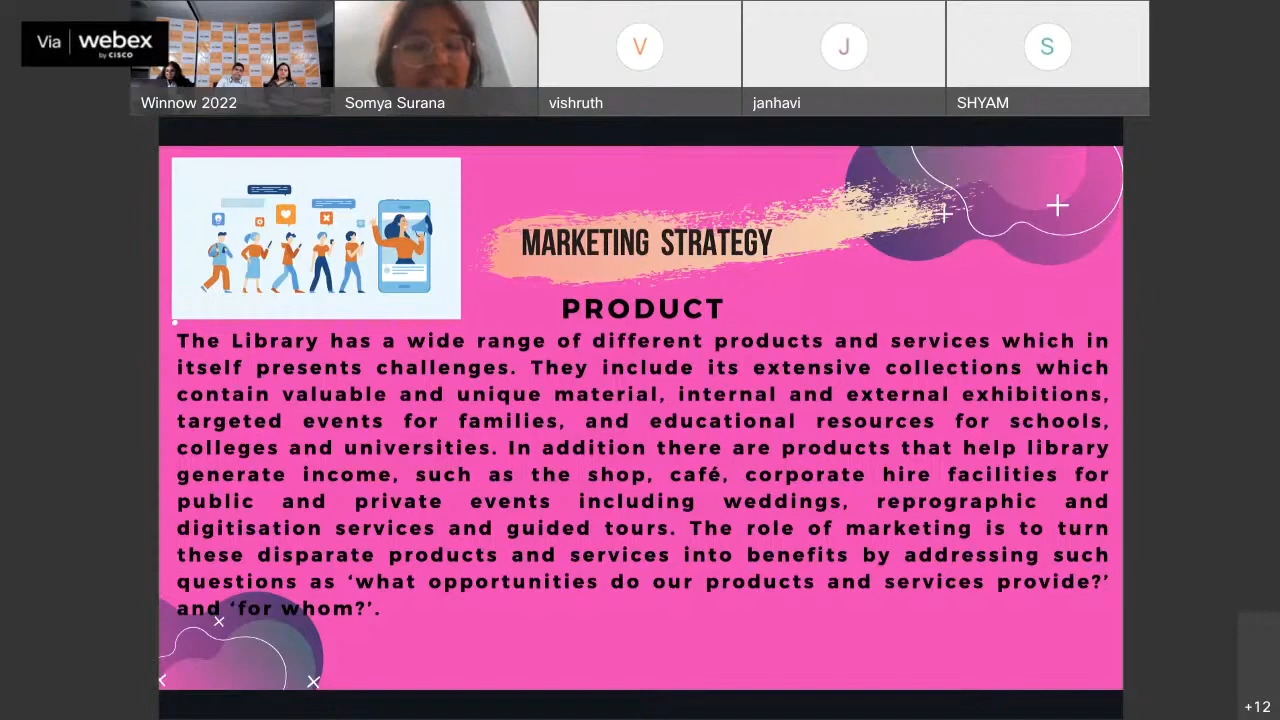 Via webex
by CISCO
Winnow 2022
Somya Surana
V
vishruth
J
janhavi
S
SHYAM
MARKETING STRATEGY
PRODUCT
The Library has a wide range of different products and services which in
itself presents challenges. They include its extensive collections which
contain valuable and unique material, internal and external exhibitions,
targeted events for families, and educational resources for schools,
colleges and universities. In addition there are products that help library
generate income, such as the shop, café, corporate hire facilities for
public and private events including weddings, reprographic and
digitisation services and guided tours. The role of marketing is to turn
these disparate products and services into benefits by addressing such
questions as ‘what opportunities do our products and services provide?’
and ‘for whom?’.
+12